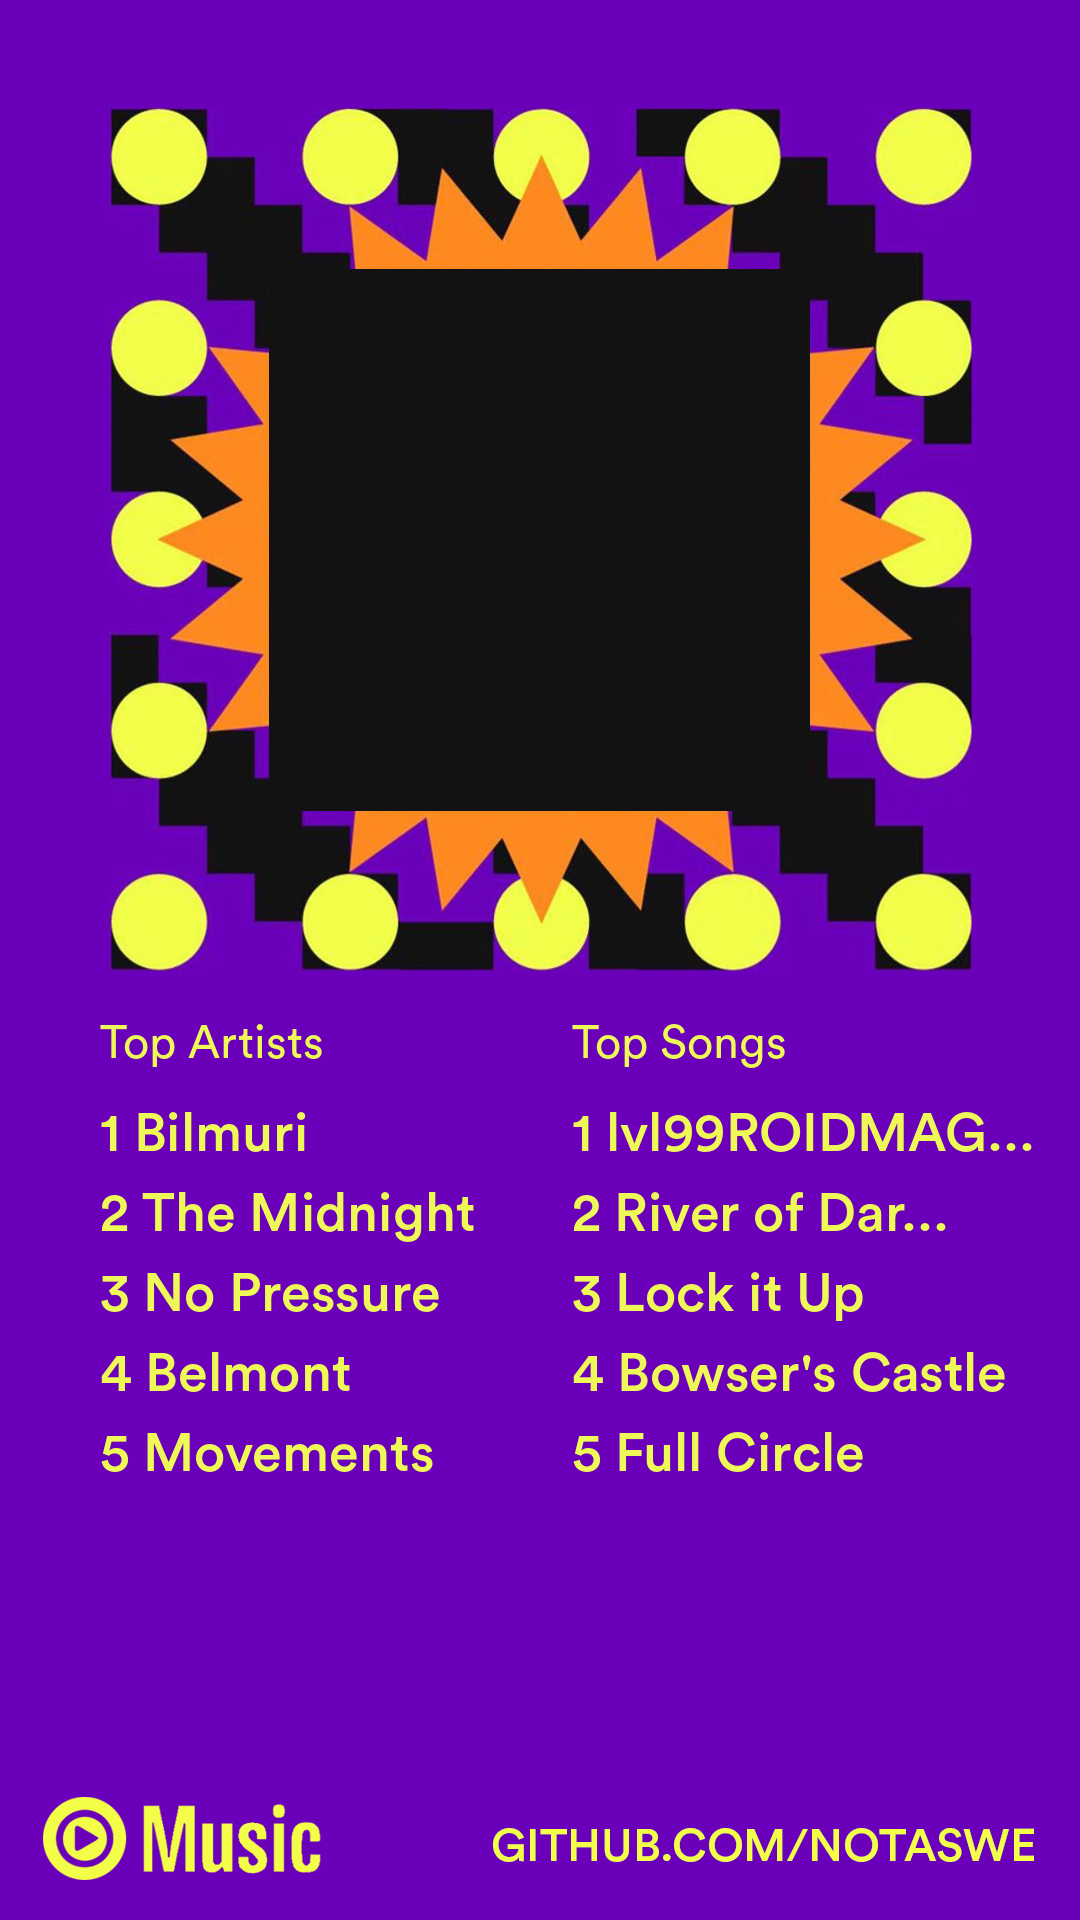 Top Artists
1 Bilmuri
2 The Midnight
3 No Pressure
4 Belmont
5 Movements
Top Songs
1 lvl99ROIDMAG...
2 River of Dar...
3 Lock it Up
4 Bowser's Castle
5 Full Circle
Music
GITHUB.COM/NOTASWE